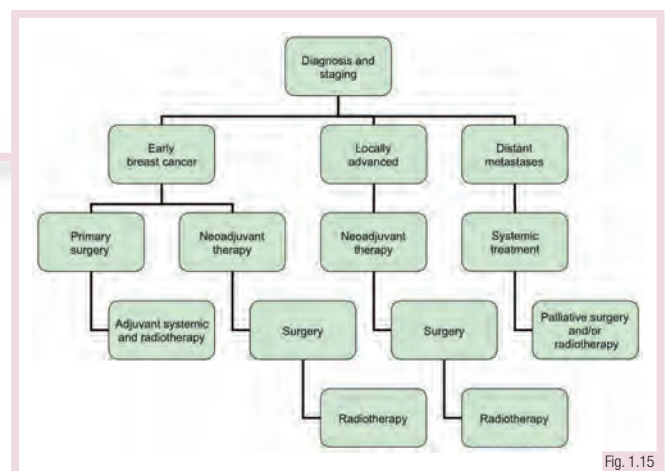 Diagnosis and
staging
Early
breast cancer
Locally
advanced
Distant
metastases
Primary
surgery
Neoadjuvant
therapy
Neoadjuvant
therapy
Systemic
treatment
Adjuvant systemic
and radiotherapy
Surgery
Surgery
Palliative surgery
and/or
radiotherapy
Radiotherapy
Radiotherapy
Fig. 1.15